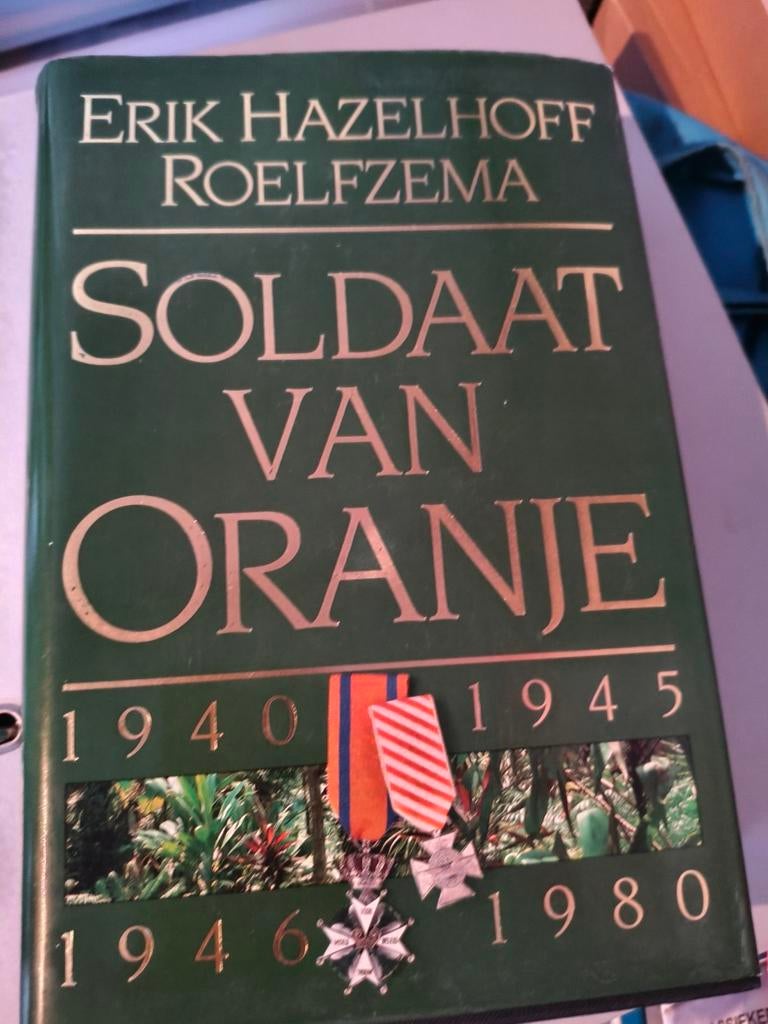 ERIK HAZELHOFF
ROELFZEMA
SOLDAAT
VAN
ORANJE
1940 1945
1946 1980